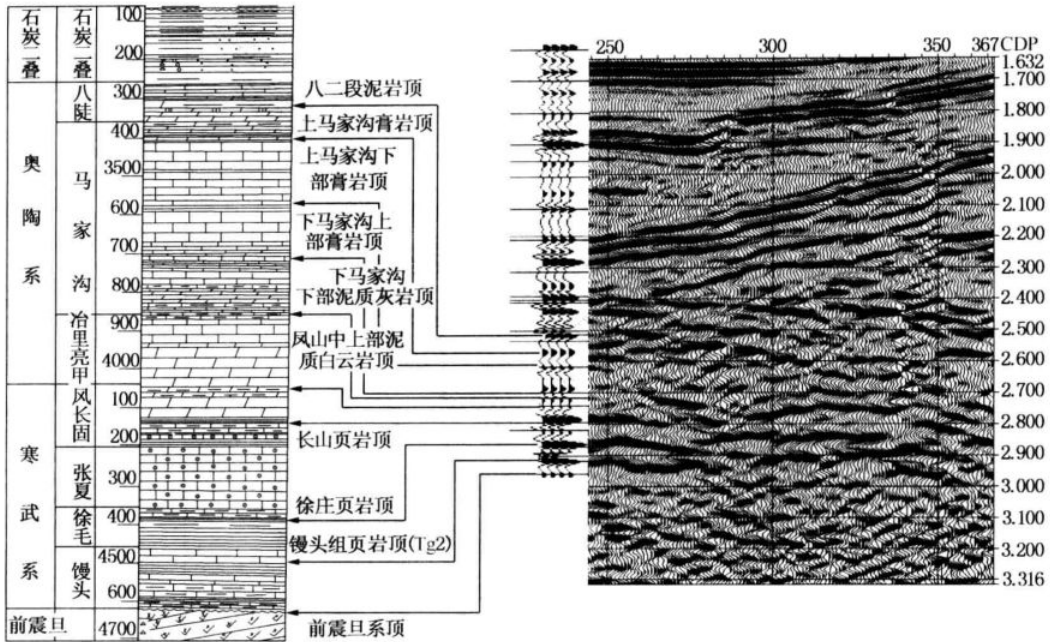 石炭二叠
石炭二叠
100
200
奥陶系
八陡
300
400
马家沟
3500
600
700
800
冶里亮甲
900
4000
寒武系
风长固
100
200
张夏
300
徐毛
400
馒头
4500
600
前震旦
4700
八二段泥岩顶
上马家沟膏岩顶
上马家沟下
部膏岩顶
下马家沟上
部膏岩顶
下马家沟
下部泥质灰岩顶
凤山中上部泥
质白云岩顶
长山页岩顶
徐庄页岩顶
馒头组页岩顶(Tg2)
前震旦系顶
250 300 350 367CDP
1.632
1.700
1.800
1.900
2.000
2.100
2.200
2.300
2.400
2.500
2.600
2.700
2.800
2.900
3.000
3.100
3.200
3.316